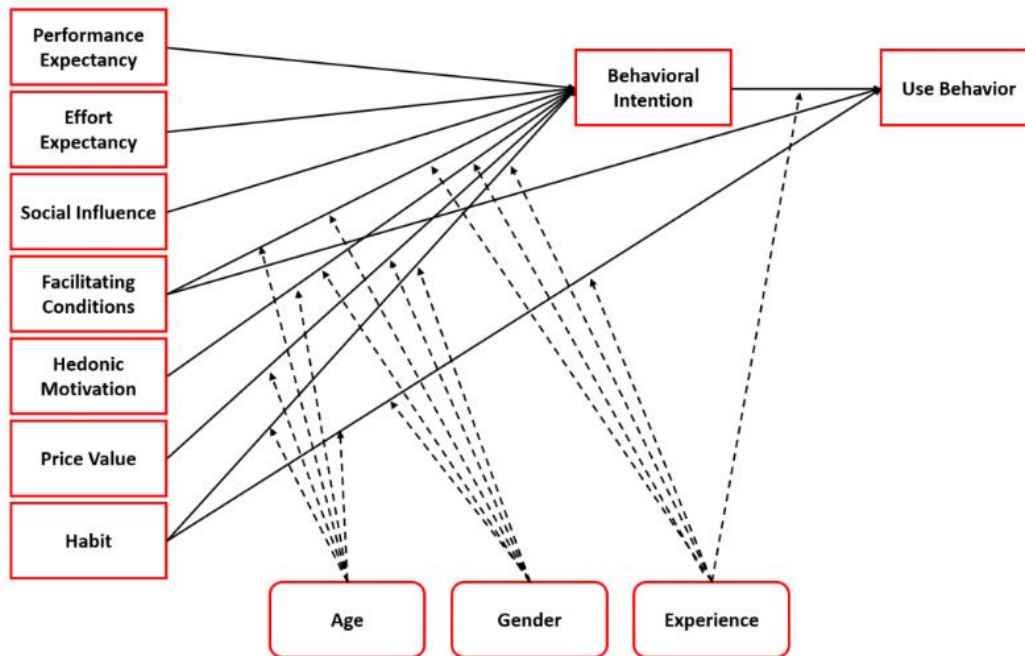 Performance
Expectancy
Effort
Expectancy
Social Influence
Facilitating
Conditions
Hedonic
Motivation
Price Value
Habit
Behavioral
Intention
Use Behavior
Age
Gender
Experience